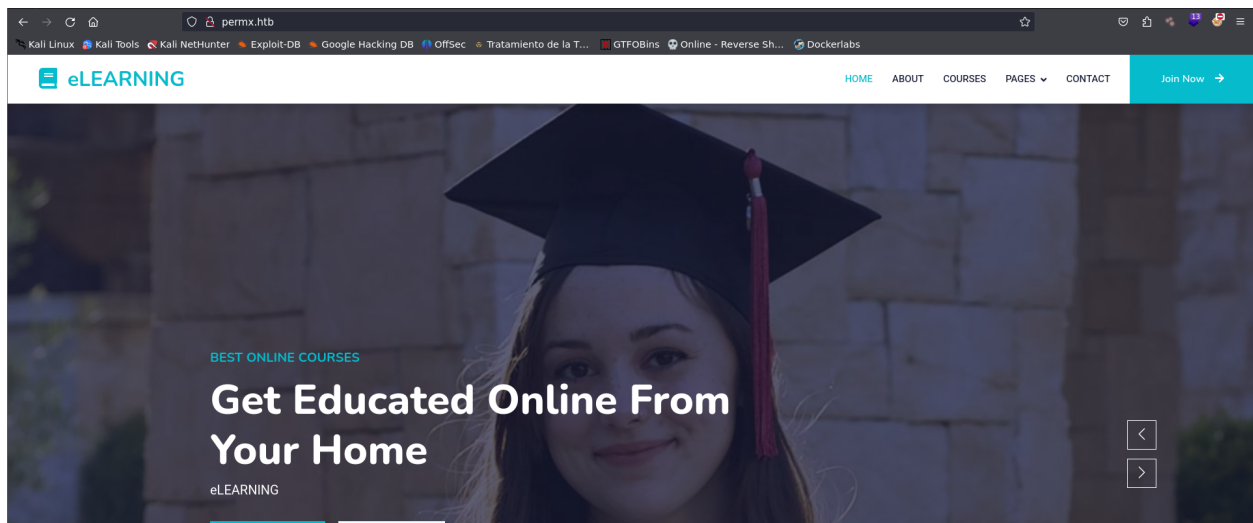 permx.htb
Kali Linux Kali Tools Kali NetHunter Exploit-DB Google Hacking DB OffSec Tratamiento de la T... GTFOBins Online - Reverse Sh... Dockerlabs
13
eLEARNING
HOME ABOUT COURSES PAGES CONTACT Join Now
BEST ONLINE COURSES
Get Educated Online From
Your Home
eLEARNING